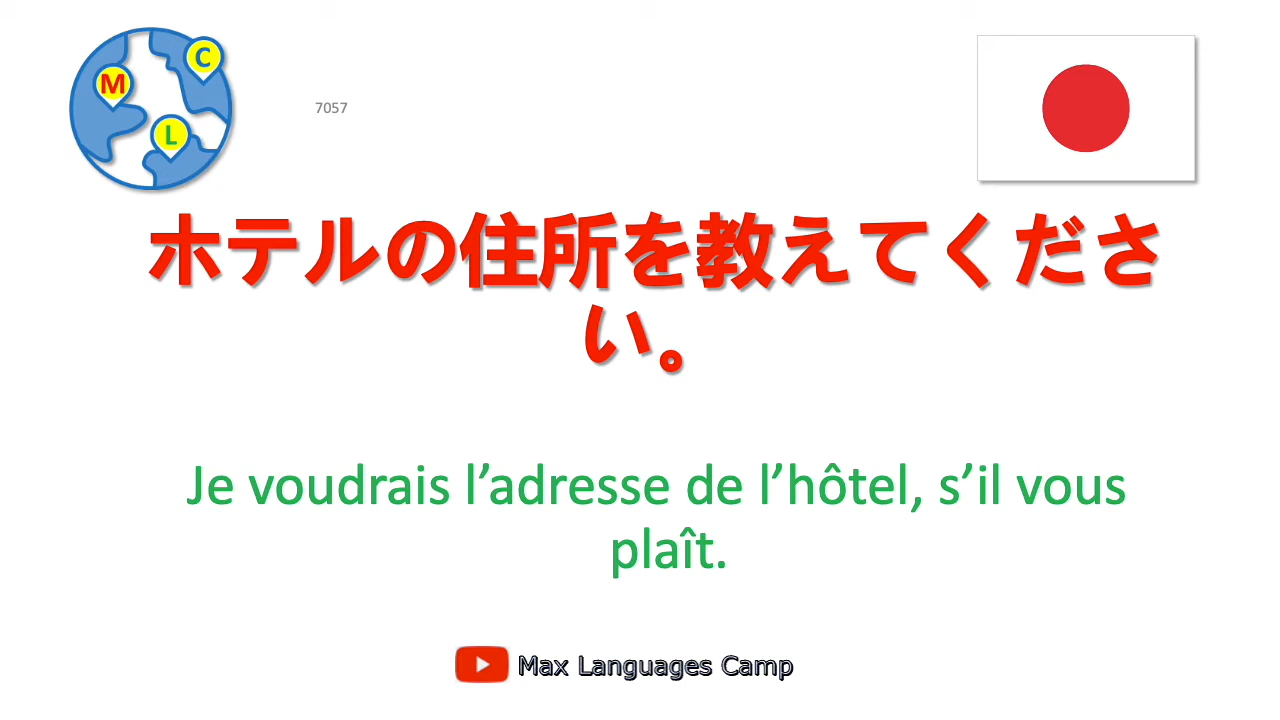 C
M
L
7057
ホテルの住所を教えてくださ
い。
Je voudrais l’adresse de l’hôtel, s’il vous
plaît.
Max Languages Camp